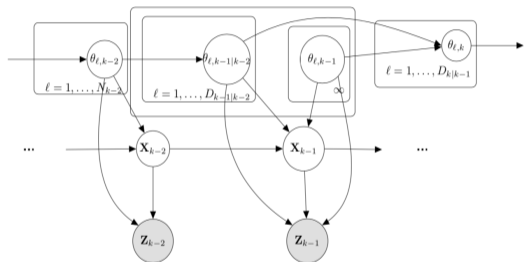 θ_{ℓ,k−2}
θ_{ℓ,k−1|k−2}
θ_{ℓ,k−1}
θ_{ℓ,k}
ℓ = 1, . . . , N_{k−2}
ℓ = 1, . . . , D_{k−1|k−2}
∞
ℓ = 1, . . . , D_{k|k−1}
...
X_{k−2}
X_{k−1}
...
Z_{k−2}
Z_{k−1}